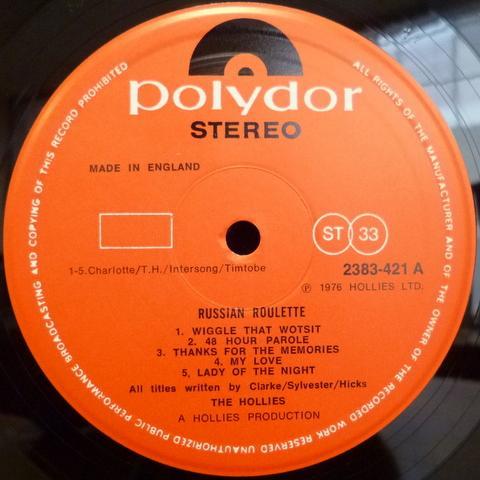 polydor
STEREO
MADE IN ENGLAND
ST 33
1-5.Charlotte/T.H./Intersong/Timtobe
2383-421 A
℗ 1976 HOLLIES LTD.
RUSSIAN ROULETTE
1. WIGGLE THAT WOTSIT
2. 48 HOUR PAROLE
3. THANKS FOR THE MEMORIES
4. MY LOVE
5, LADY OF THE NIGHT
All titles written by Clarke/Sylvester/Hicks
THE HOLLIES
A HOLLIES PRODUCTION
ALL RIGHTS OF THE MANUFACTURER AND OF THE OWNER OF THE RECORDED WORK RESERVED UNAUTHORIZED PUBLIC PERFORMANCE BROADCASTING AND COPYING OF THIS RECORD PROHIBITED